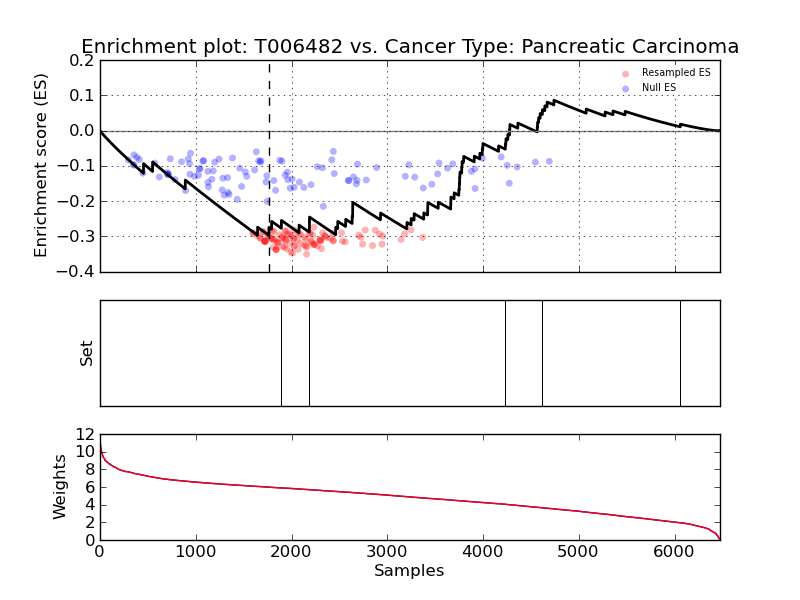 Enrichment plot: T006482 vs. Cancer Type: Pancreatic Carcinoma
Enrichment score (ES)
0.2
0.1
0.0
−0.1
−0.2
−0.3
−0.4
Resampled ES
Null ES
Set
Weights
12
10
8
6
4
2
0
0 1000 2000 3000 4000 5000 6000
Samples